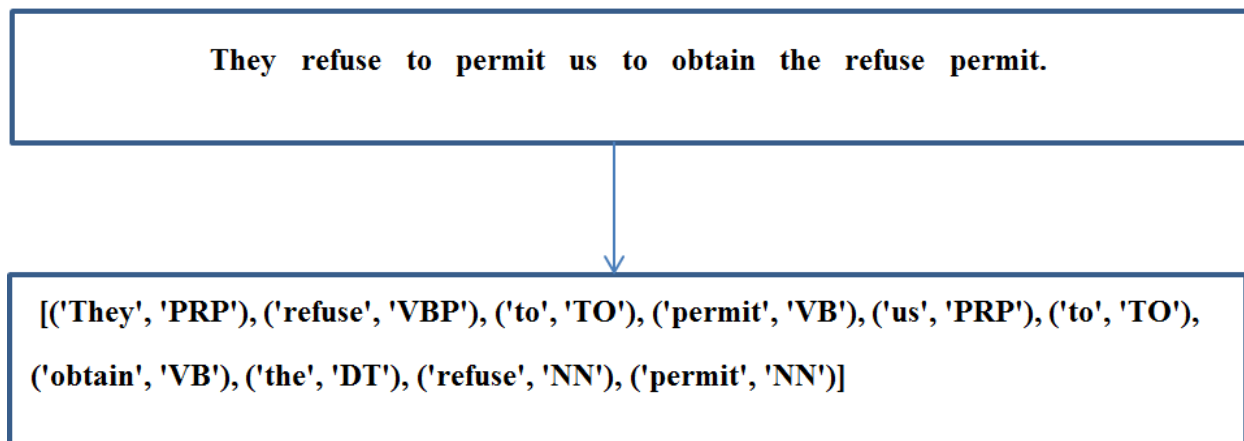 They refuse to permit us to obtain the refuse permit.
[('They', 'PRP'), ('refuse', 'VBP'), ('to', 'TO'), ('permit', 'VB'), ('us', 'PRP'), ('to', 'TO'),
('obtain', 'VB'), ('the', 'DT'), ('refuse', 'NN'), ('permit', 'NN')]